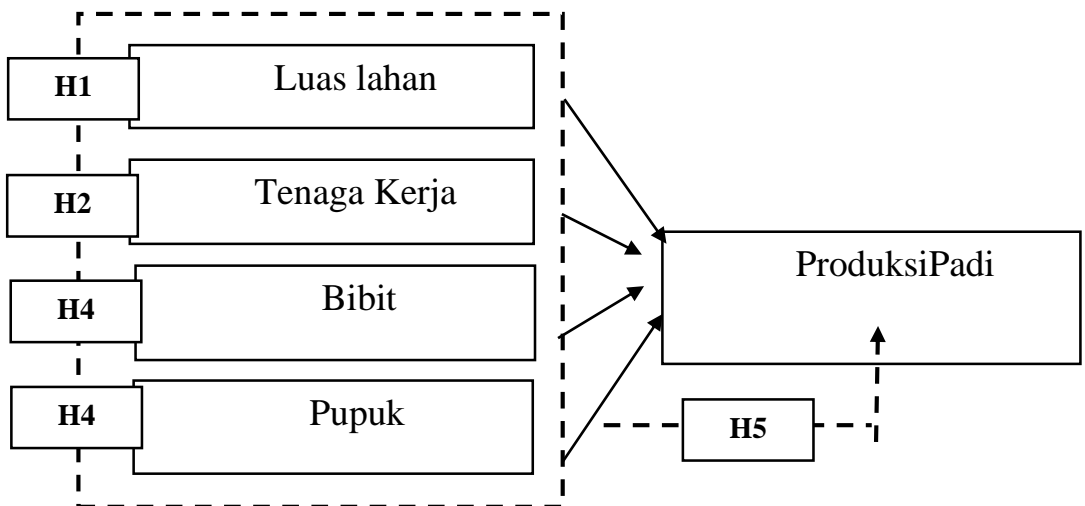 H1
Luas lahan
H2
Tenaga Kerja
H4
Bibit
H4
Pupuk
ProduksiPadi
H5